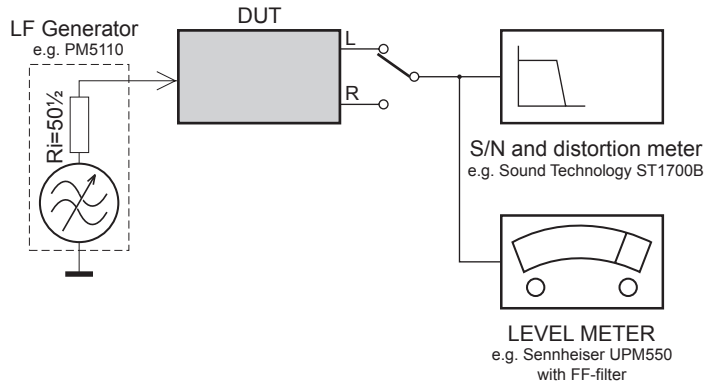 LF Generator
e.g. PM5110
Ri=50½
DUT
L
R
S/N and distortion meter
e.g. Sound Technology ST1700B
LEVEL METER
e.g. Sennheiser UPM550
with FF-filter